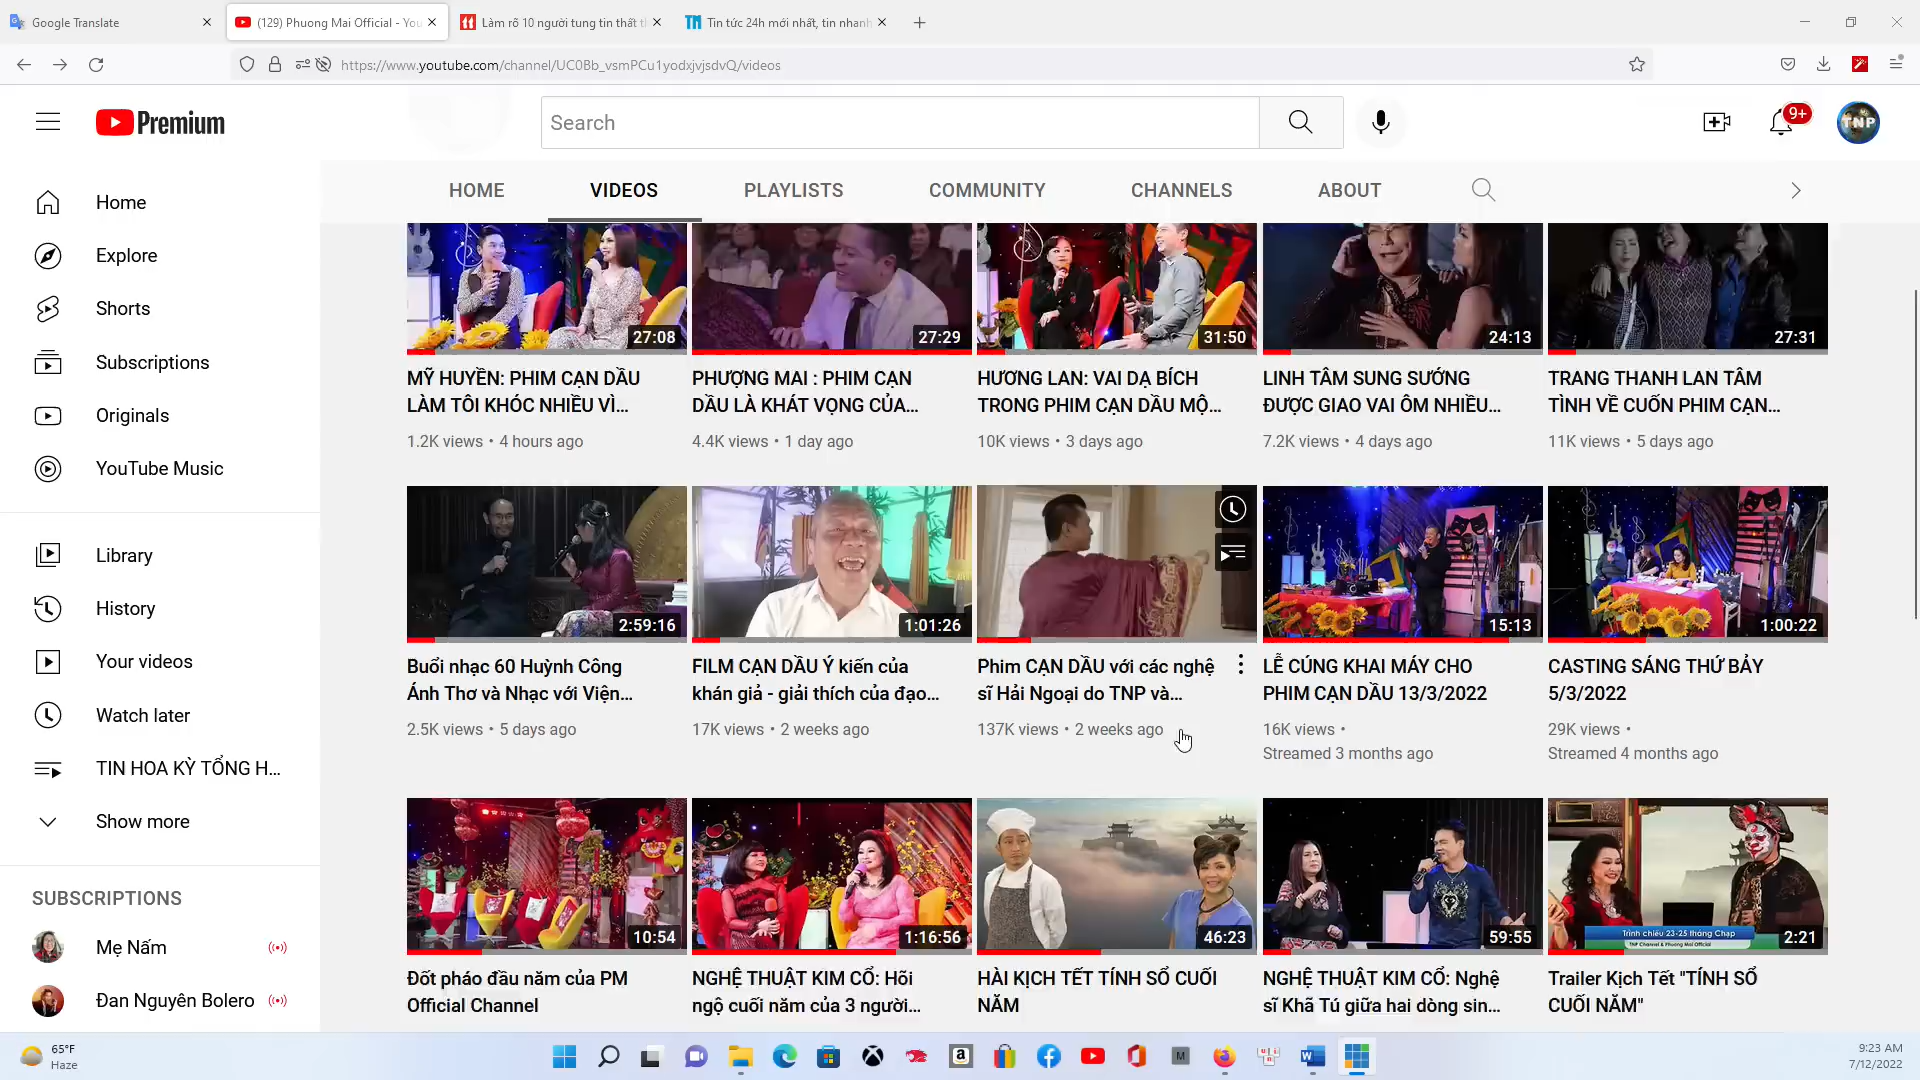 Google Translate
(129) Phuong Mai Official - You
Làm rõ 10 người tung tin thất th
Tin tức 24h mới nhất, tin nhanh
https://www.youtube.com/channel/UC0Bb_vsmPCu1yodxjvjsdvQ/videos
Premium
Search
9+
TNP
HOME
VIDEOS
PLAYLISTS
COMMUNITY
CHANNELS
ABOUT
Home
Explore
Shorts
Subscriptions
Originals
YouTube Music
Library
History
Your videos
Watch later
TIN HOA KỲ TỔNG H...
Show more
SUBSCRIPTIONS
Mẹ Nấm
Đan Nguyên Bolero
27:08
27:29
31:50
24:13
27:31
MỸ HUYỀN: PHIM CẠN DẦU
LÀM TÔI KHÓC NHIỀU VÌ...
1.2K views • 4 hours ago
PHƯỢNG MAI : PHIM CẠN
DẦU LÀ KHÁT VỌNG CỦA...
4.4K views • 1 day ago
HƯƠNG LAN: VAI DẠ BÍCH
TRONG PHIM CẠN DẦU MỘ...
10K views • 3 days ago
LINH TÂM SUNG SƯỚNG
ĐƯỢC GIAO VAI ÔM NHIỀU...
7.2K views • 4 days ago
TRANG THANH LAN TÂM
TÌNH VỀ CUỐN PHIM CẠN...
11K views • 5 days ago
2:59:16
1:01:26
15:13
1:00:22
Buổi nhạc 60 Huỳnh Công
Ánh Thơ và Nhạc với Viện...
2.5K views • 5 days ago
FILM CẠN DẦU Ý kiến của
khán giả - giải thích của đạo...
17K views • 2 weeks ago
Phim CẠN DẦU với các nghệ
sĩ Hải Ngoại do TNP và...
137K views • 2 weeks ago
LỄ CÚNG KHAI MÁY CHO
PHIM CẠN DẦU 13/3/2022
16K views •
Streamed 3 months ago
CASTING SÁNG THỨ BẢY
5/3/2022
29K views •
Streamed 4 months ago
10:54
1:16:56
46:23
59:55
Trình chiếu 23-25 tháng Chạp
TNP Channel & Phuong Mai Official
2:21
Đốt pháo đầu năm của PM
Official Channel
NGHỆ THUẬT KIM CỔ: Hội
ngộ cuối năm của 3 người...
HÀI KỊCH TẾT TÍNH SỔ CUỐI
NĂM
NGHỆ THUẬT KIM CỔ: Nghệ
sĩ Khã Tú giữa hai dòng sin...
Trailer Kịch Tết "TÍNH SỔ
CUỐI NĂM"
65°F
Haze
9:23 AM
7/12/2022